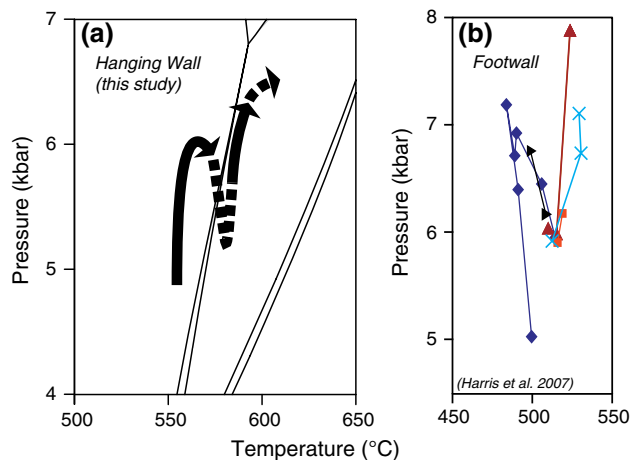 (a)
Hanging Wall
(this study)
7
6
5
4
Pressure (kbar)
500
550
600
650
(b)
Footwall
8
7
6
5
Pressure (kbar)
(Harris et al. 2007)
450
500
550
Temperature (°C)